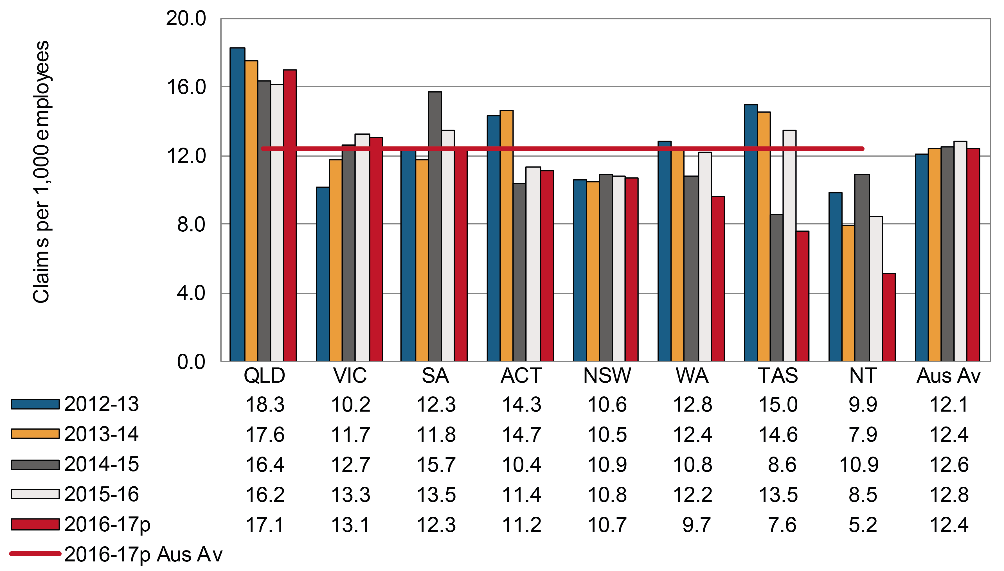 20.0
16.0
12.0
8.0
4.0
0.0
Claims per 1,000 employees
QLD VIC SA ACT NSW WA TAS NT Aus Av
2012-13 18.3 10.2 12.3 14.3 10.6 12.8 15.0 9.9 12.1
2013-14 17.6 11.7 11.8 14.7 10.5 12.4 14.6 7.9 12.4
2014-15 16.4 12.7 15.7 10.4 10.9 10.8 8.6 10.9 12.6
2015-16 16.2 13.3 13.5 11.4 10.8 12.2 13.5 8.5 12.8
2016-17p 17.1 13.1 12.3 11.2 10.7 9.7 7.6 5.2 12.4
2016-17p Aus Av